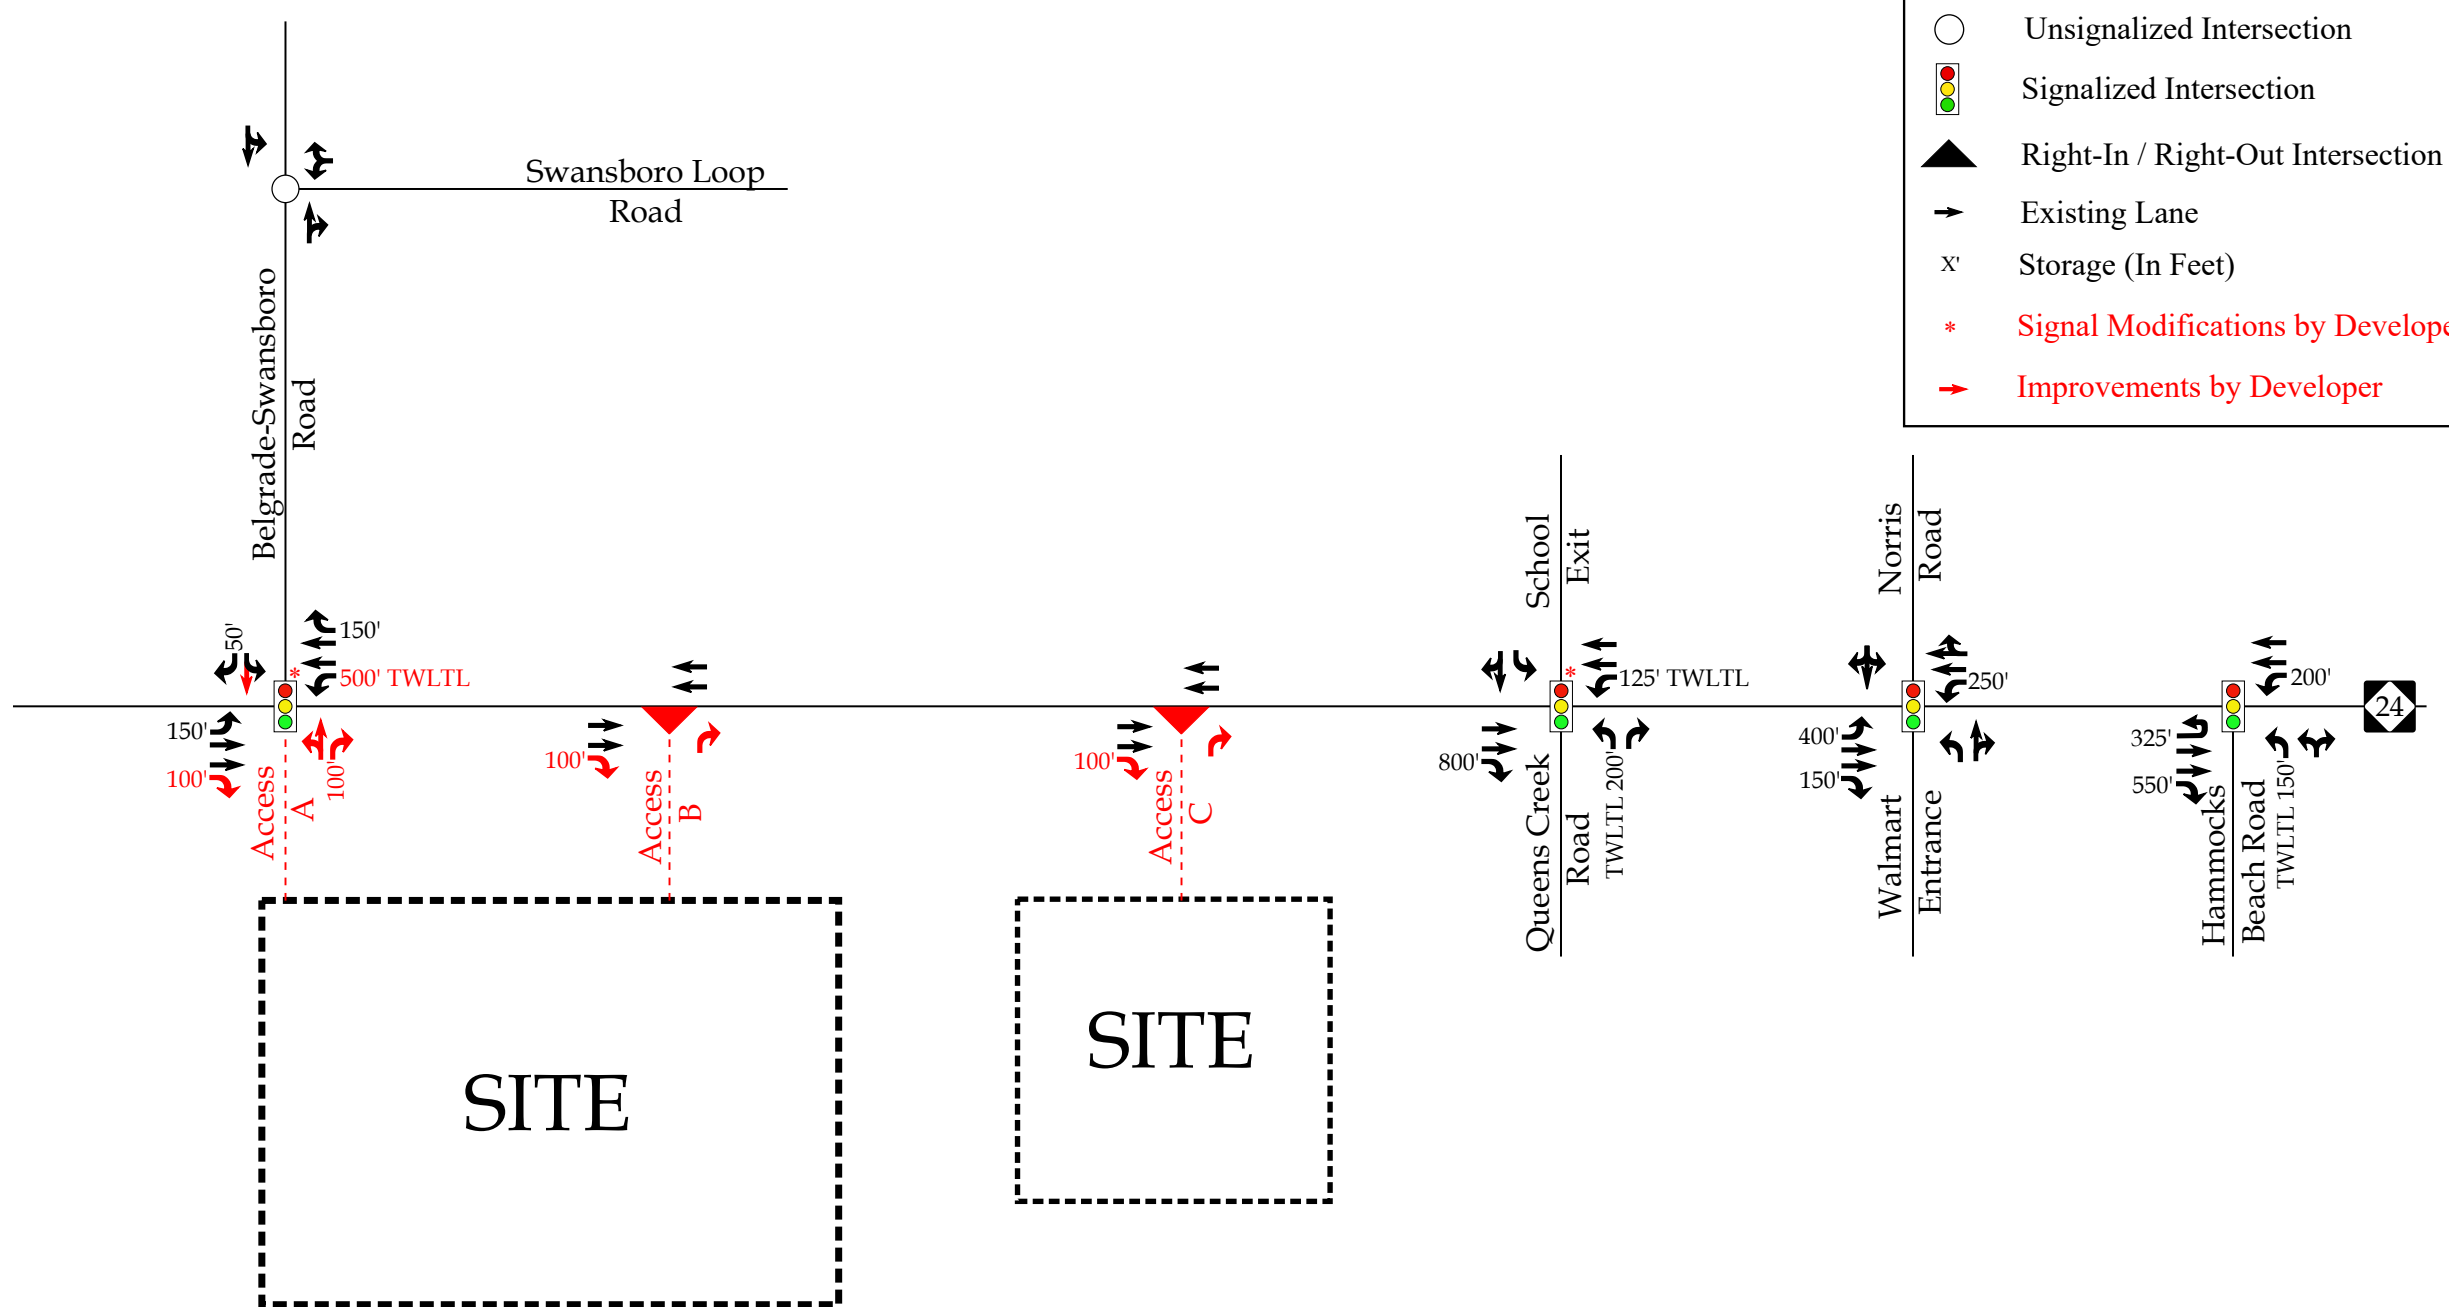 Unsignalized Intersection
Signalized Intersection
Right-In / Right-Out Intersection
Existing Lane
X' Storage (In Feet)
* Signal Modifications by Develope
Improvements by Developer
Swansboro Loop
Road
Belgrade-Swansboro
Road
School
Exit
Norris
Road
50'
150'
*
500' TWLTL
150'
100'
100'
Access
A
100'
Access
B
100'
Access
C
*
125' TWLTL
800'
Queens Creek
Road
TWLTL 200'
250'
400'
150'
Walmart
Entrance
200'
325'
550'
Hammocks
Beach Road
TWLTL 150'
24
SITE
SITE